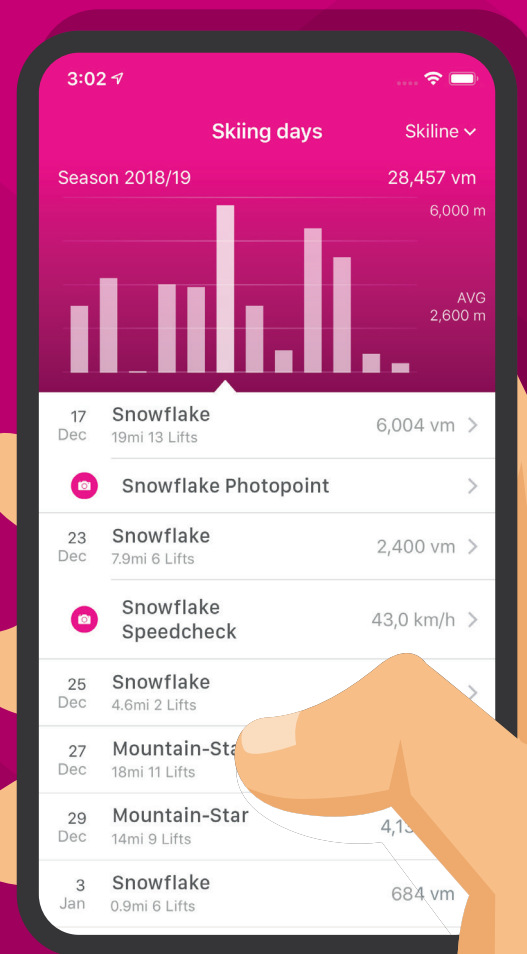 3:02
Skiing days
Skiline
Season 2018/19
28,457 vm
6,000 m
AVG
2,600 m
17
Dec
Snowflake
19mi 13 Lifts
6,004 vm
Snowflake Photopoint
23
Dec
Snowflake
7.9mi 6 Lifts
2,400 vm
Snowflake
Speedcheck
43,0 km/h
25
Dec
Snowflake
4.6mi 2 Lifts
27
Dec
18mi 11 Lifts
29
Dec
Mountain-Star
14mi 9 Lifts
3
Jan
Snowflake
0.9mi 6 Lifts
684 vm